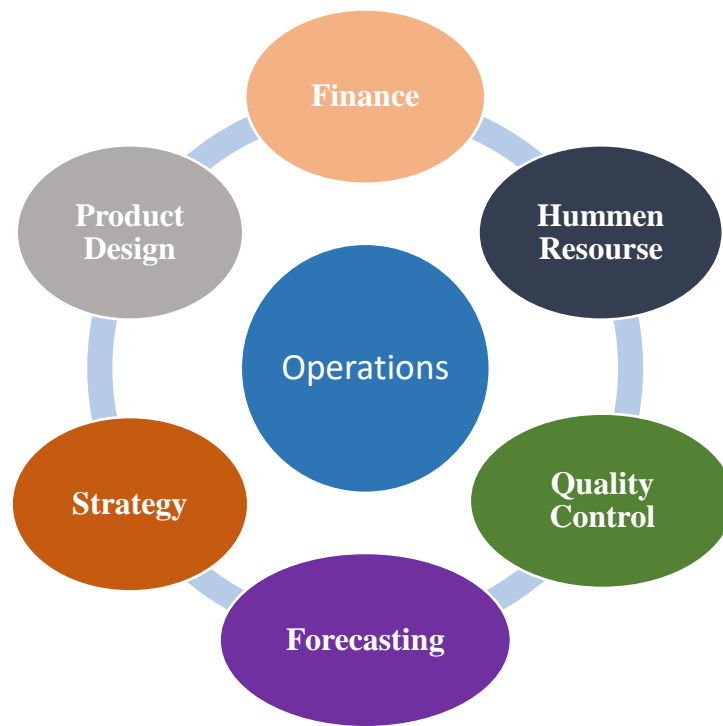 Finance
Hummen
Resourse
Product
Design
Operations
Quality
Control
Strategy
Forecasting